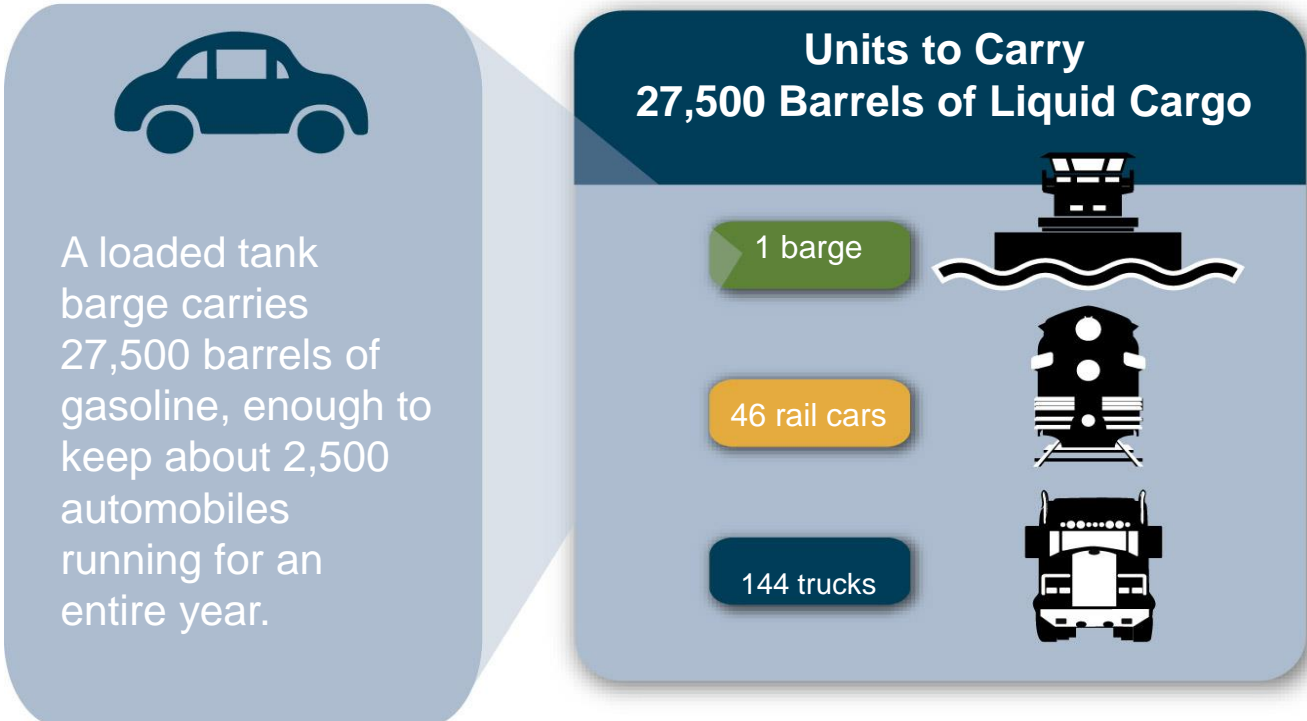 A loaded tank
barge carries
27,500 barrels of
gasoline, enough to
keep about 2,500
automobiles
running for an
entire year.
Units to Carry
27,500 Barrels of Liquid Cargo
1 barge
46 rail cars
144 trucks